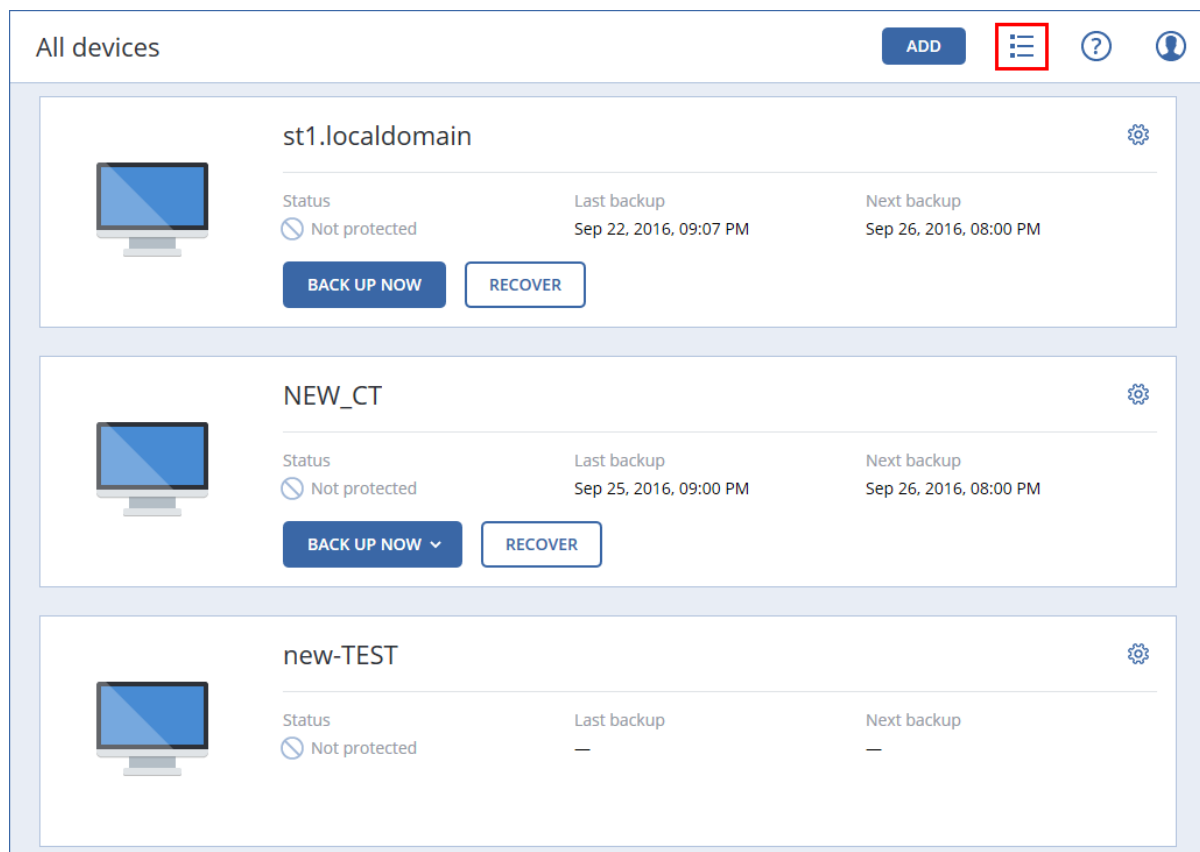 All devices ADD ?
st1.localdomain
Status Last backup Next backup
Not protected Sep 22, 2016, 09:07 PM Sep 26, 2016, 08:00 PM
BACK UP NOW RECOVER
NEW_CT
Status Last backup Next backup
Not protected Sep 25, 2016, 09:00 PM Sep 26, 2016, 08:00 PM
BACK UP NOW RECOVER
new-TEST
Status Last backup Next backup
Not protected — —